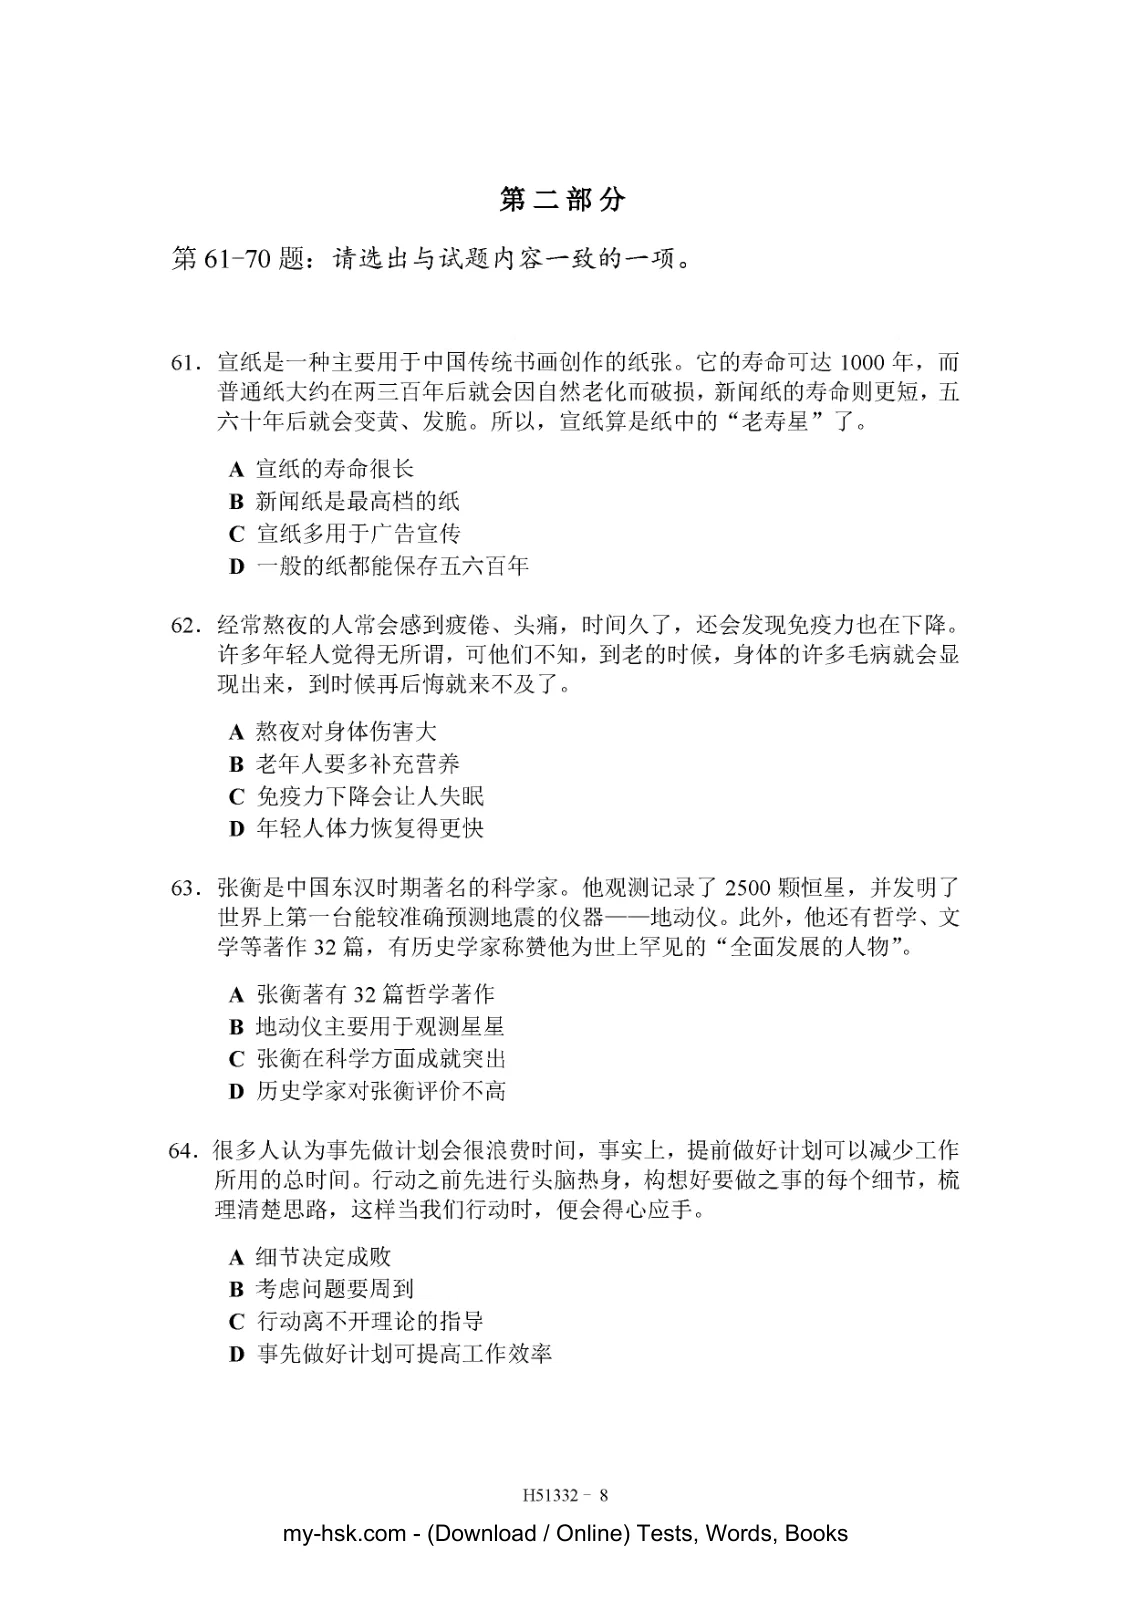 第二部分
第 61-70 题：请选出与试题内容一致的一项。
61．宣纸是一种主要用于中国传统书画创作的纸张。它的寿命可达 1000 年，而
普通纸大约在两三百年后就会因自然老化而破损，新闻纸的寿命则更短，五
六十年后就会变黄、发脆。所以，宣纸算是纸中的“老寿星”了。
A 宣纸的寿命很长
B 新闻纸是最高档的纸
C 宣纸多用于广告宣传
D 一般的纸都能保存五六百年
62．经常熬夜的人常会感到疲倦、头痛，时间久了，还会发现免疫力也在下降。
许多年轻人觉得无所谓，可他们不知，到老的时候，身体的许多毛病就会显
现出来，到时候再后悔就来不及了。
A 熬夜对身体伤害大
B 老年人要多补充营养
C 免疫力下降会让人失眠
D 年轻人体力恢复得更快
63．张衡是中国东汉时期著名的科学家。他观测记录了 2500 颗恒星，并发明了
世界上第一台能较准确预测地震的仪器——地动仪。此外，他还有哲学、文
学等著作 32 篇，有历史学家称赞他为世上罕见的“全面发展的人物”。
A 张衡著有 32 篇哲学著作
B 地动仪主要用于观测星星
C 张衡在科学方面成就突出
D 历史学家对张衡评价不高
64．很多人认为事先做计划会很浪费时间，事实上，提前做好计划可以减少工作
所用的总时间。行动之前先进行头脑热身，构想好要做之事的每个细节，梳
理清楚思路，这样当我们行动时，便会得心应手。
A 细节决定成败
B 考虑问题要周到
C 行动离不开理论的指导
D 事先做好计划可提高工作效率
H51332 - 8
my-hsk.com - (Download / Online) Tests, Words, Books